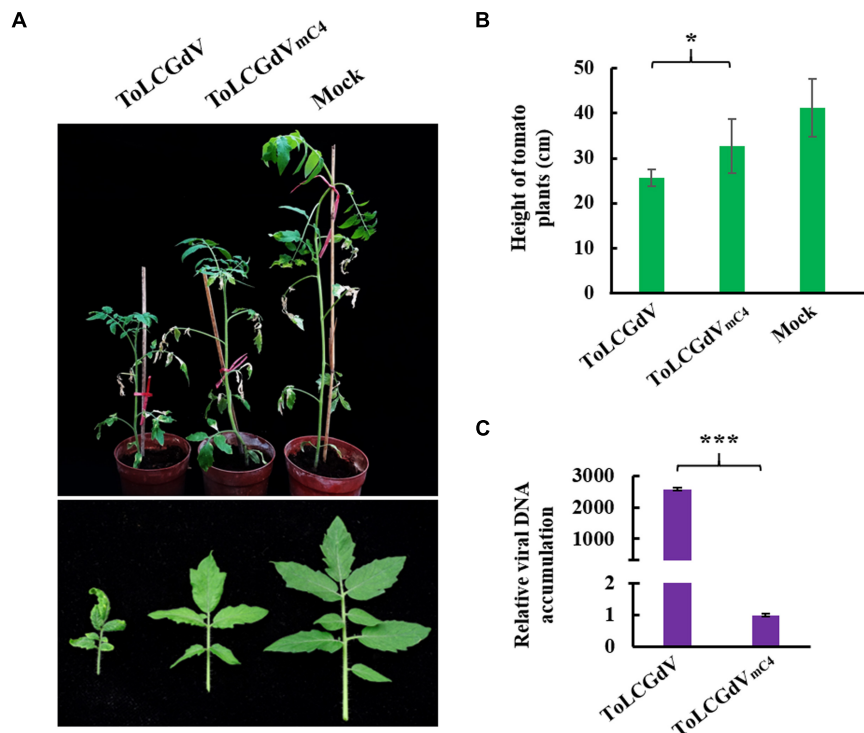 A
ToLCGdV
ToLCGdVmC4
Mock
B
*
Height of tomato
plants (cm)
50
40
30
20
10
0
ToLCGdV
ToLCGdVmC4
Mock
C
***
Relative viral DNA
accumulation
3000
2000
1000
2
1
0
ToLCGdV
ToLCGdVmC4